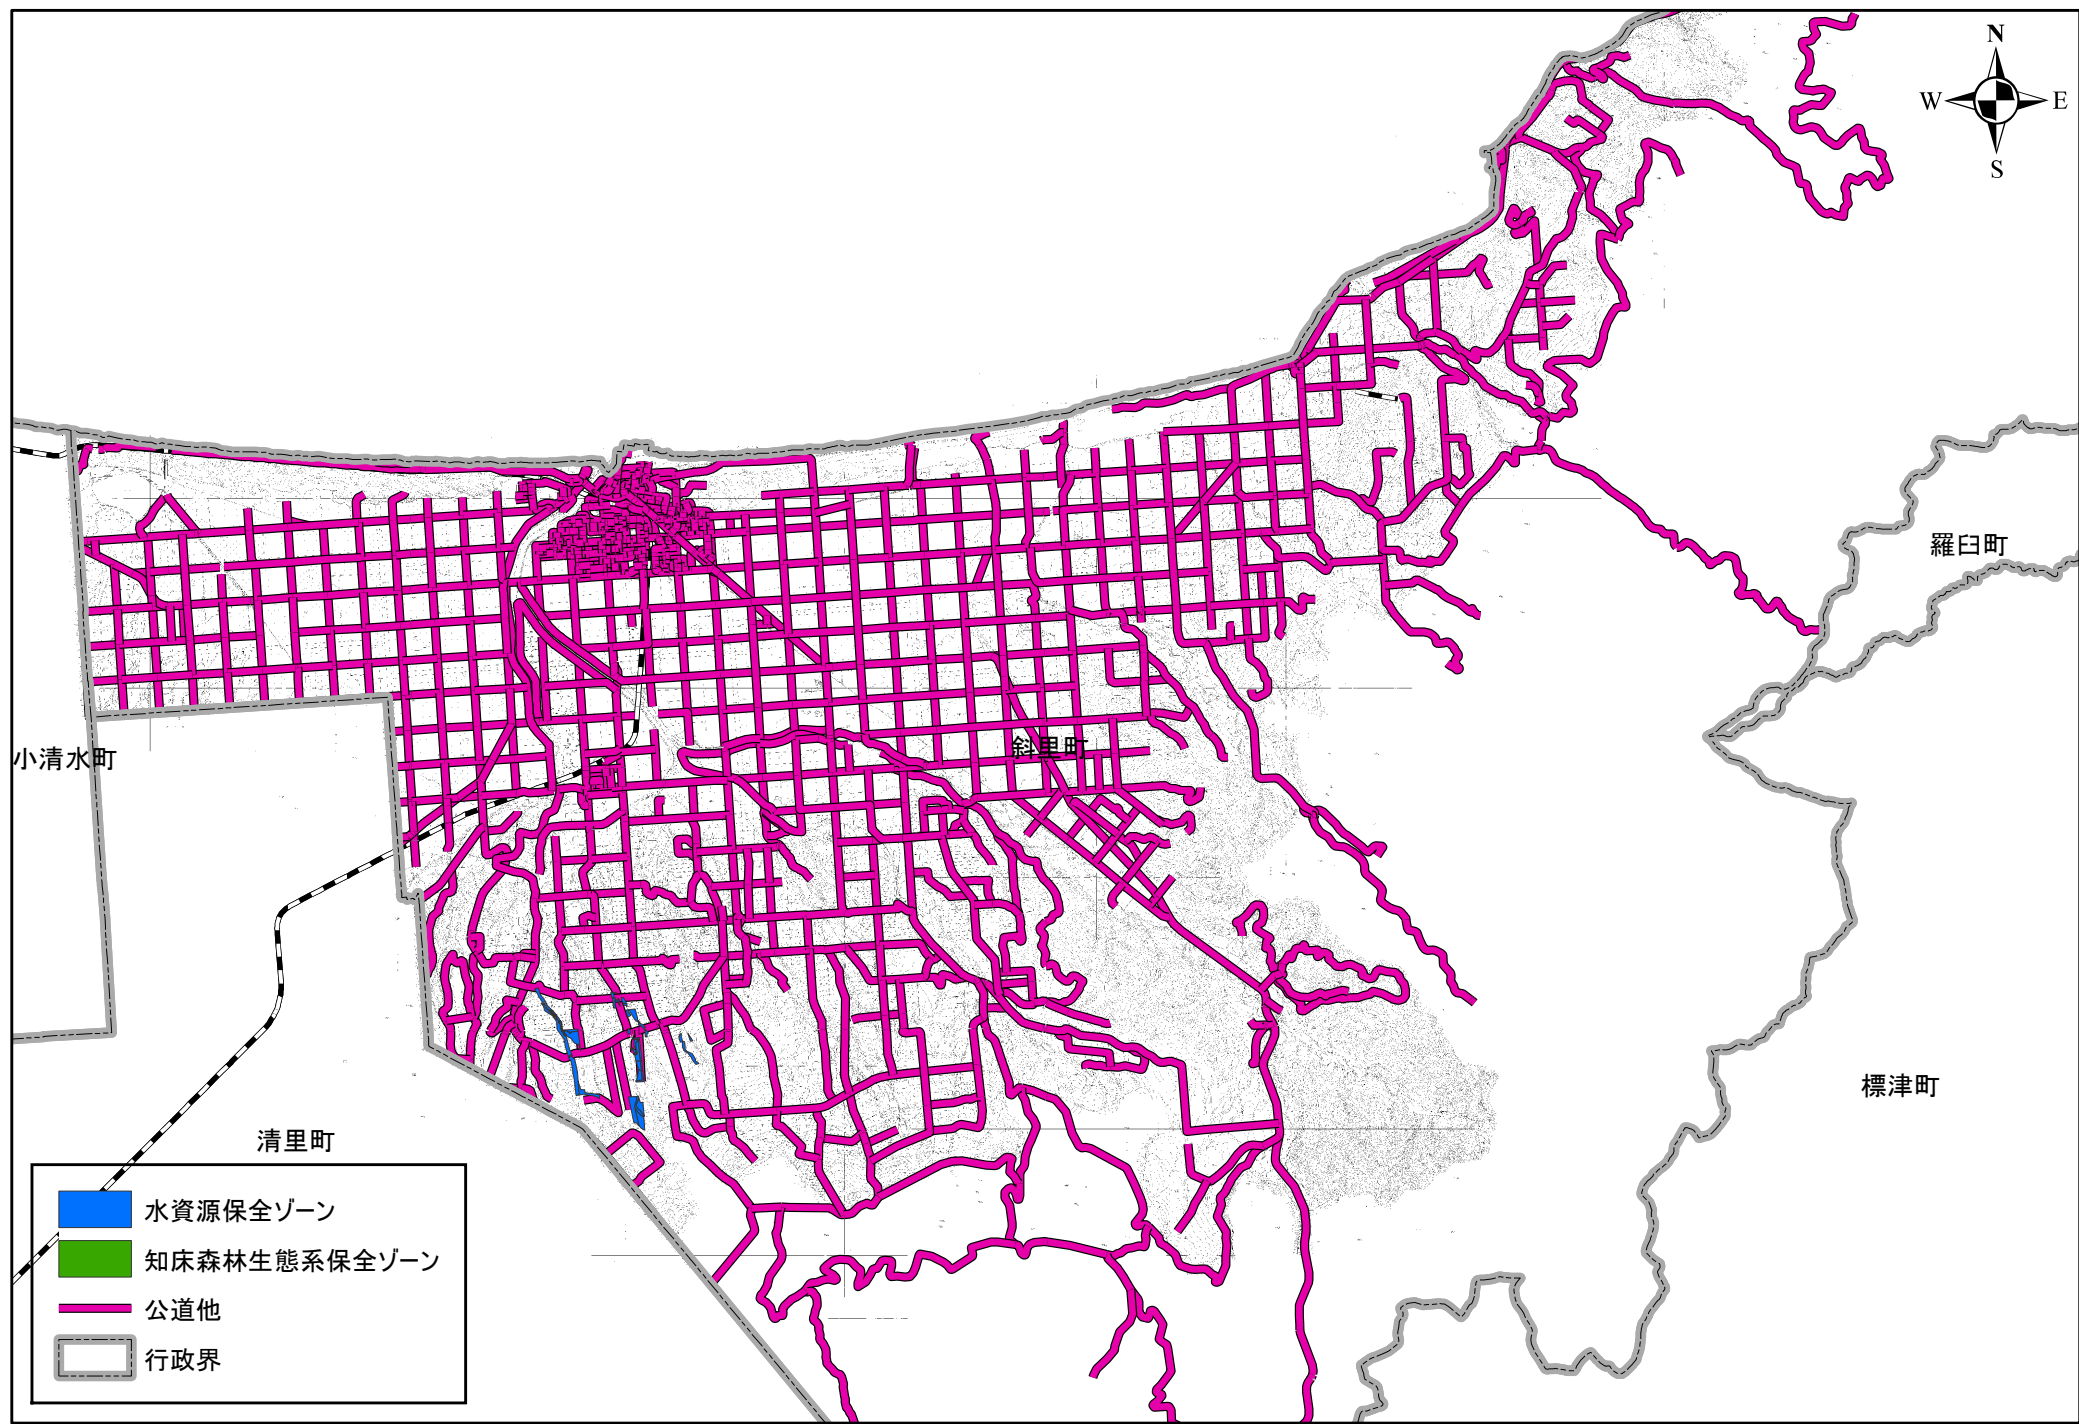 N
W
E
S
羅臼町
斜里町
小清水町
標津町
清里町
水資源保全ゾーン
知床森林生態系保全ゾーン
公道他
行政界